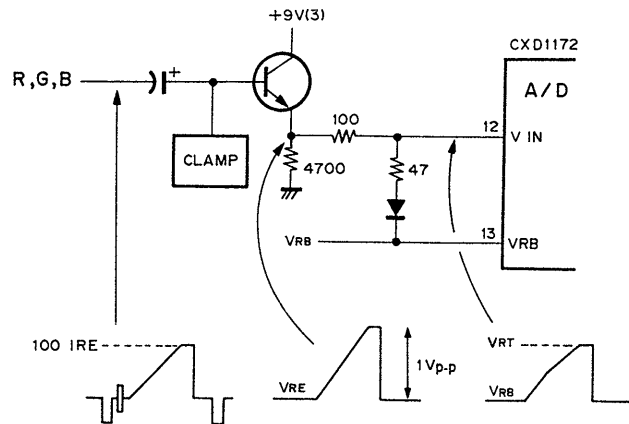 +9V(3)
CXD1172
R,G,B
+
A/D
100
12
V IN
CLAMP
4700
47
VRB
13
VRB
100 IRE
VRT
1Vp-p
VRE
VRB